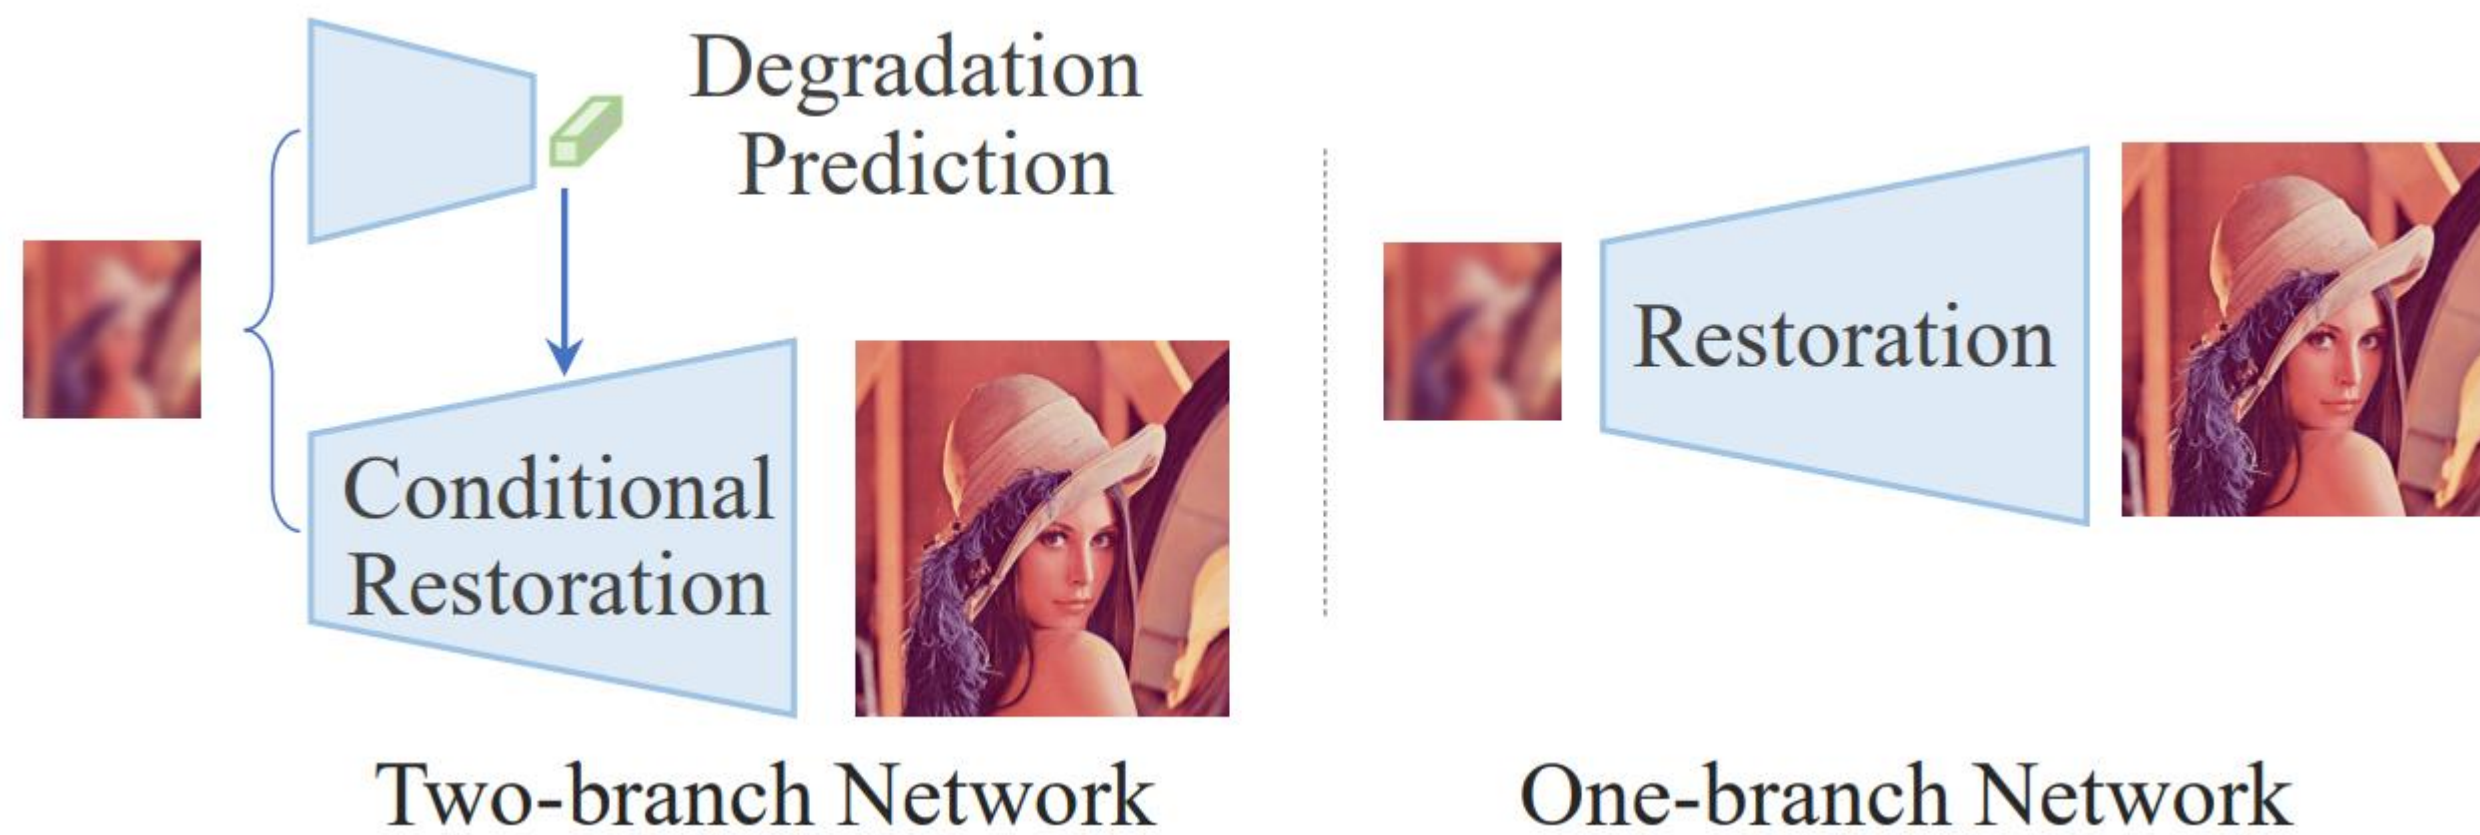 Degradation
Prediction
Conditional
Restoration
Two-branch Network
Restoration
One-branch Network